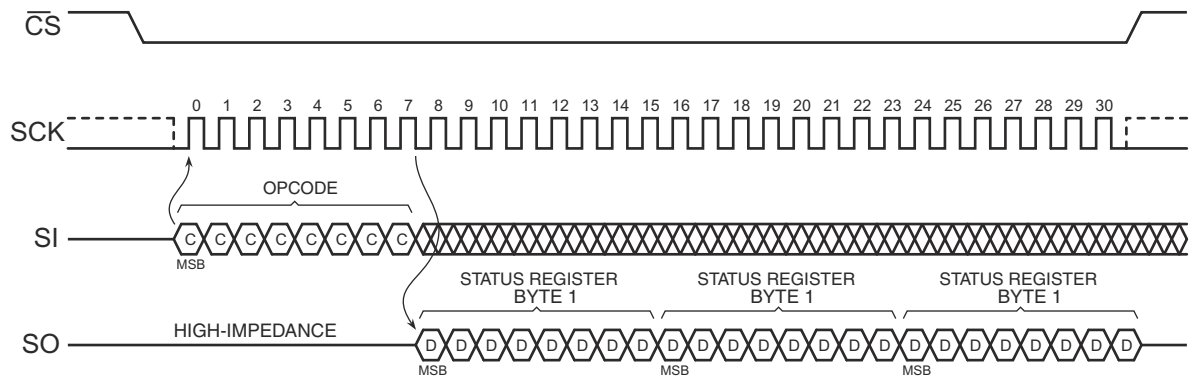 CS
0 1 2 3 4 5 6 7 8 9 10 11 12 13 14 15 16 17 18 19 20 21 22 23 24 25 26 27 28 29 30
SCK
OPCODE
SI
C C C C C C C C
MSB
STATUS REGISTER
BYTE 1
STATUS REGISTER
BYTE 1
STATUS REGISTER
BYTE 1
HIGH-IMPEDANCE
SO
D D D D D D D D D D D D D D D D D D D D D D D D
MSB MSB MSB